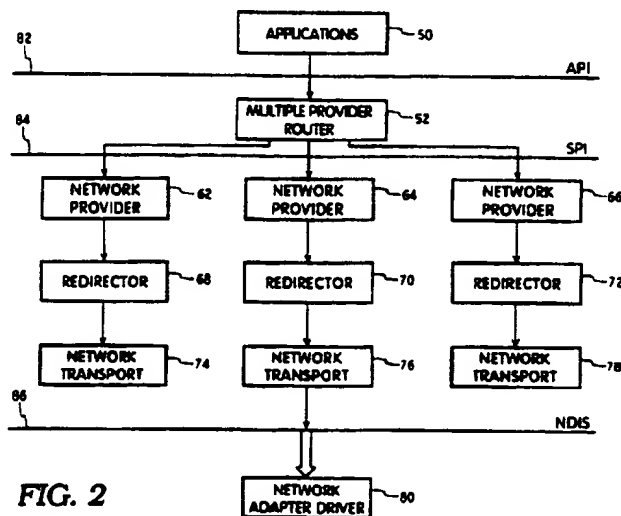 APPLICATIONS
50
82
API
MULTIPLE PROVIDER
ROUTER
52
84
SPI
NETWORK
PROVIDER
62
NETWORK
PROVIDER
64
NETWORK
PROVIDER
66
REDIRECTOR
68
REDIRECTOR
70
REDIRECTOR
72
NETWORK
TRANSPORT
74
NETWORK
TRANSPORT
76
NETWORK
TRANSPORT
78
86
NDIS
FIG. 2
NETWORK
ADAPTER DRIVER
80